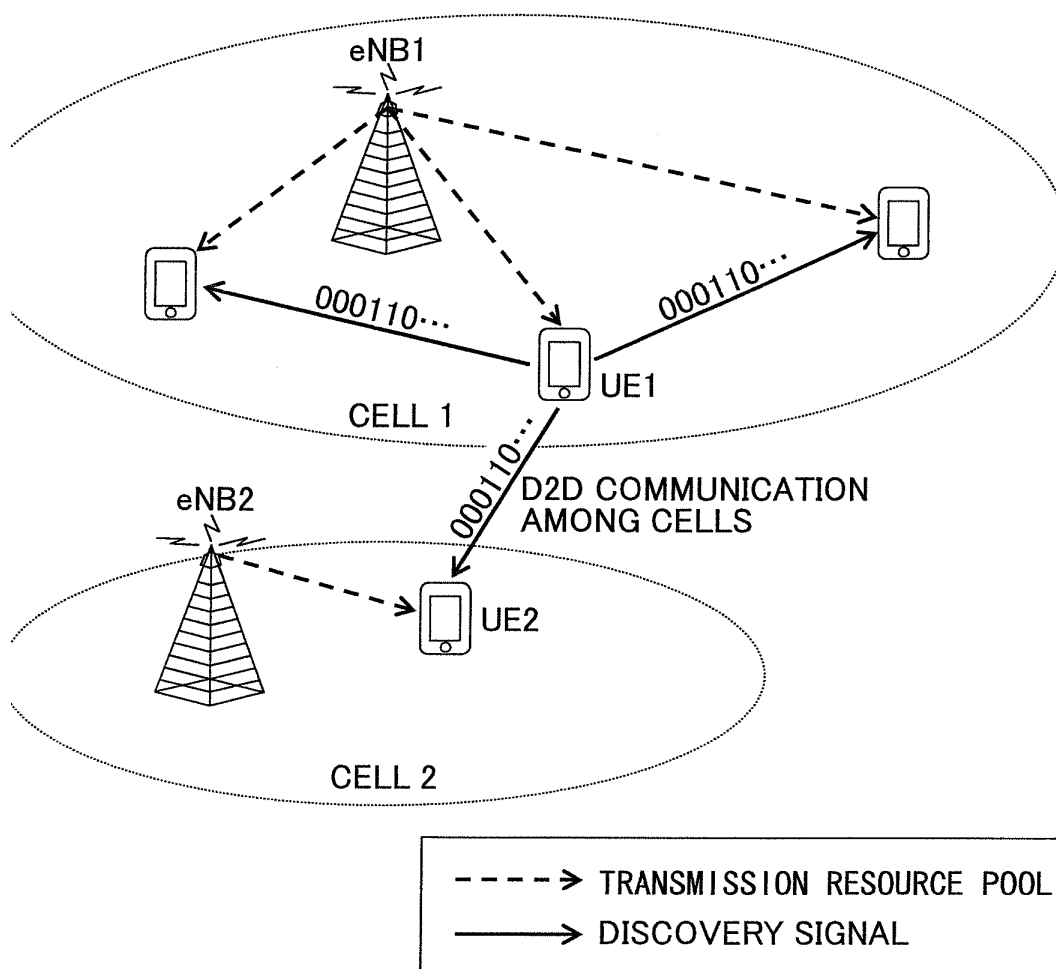 eNB1
000110···
000110···
UE1
CELL 1
000110···
D2D COMMUNICATION
AMONG CELLS
eNB2
UE2
CELL 2
TRANSMISSION RESOURCE POOL
DISCOVERY SIGNAL